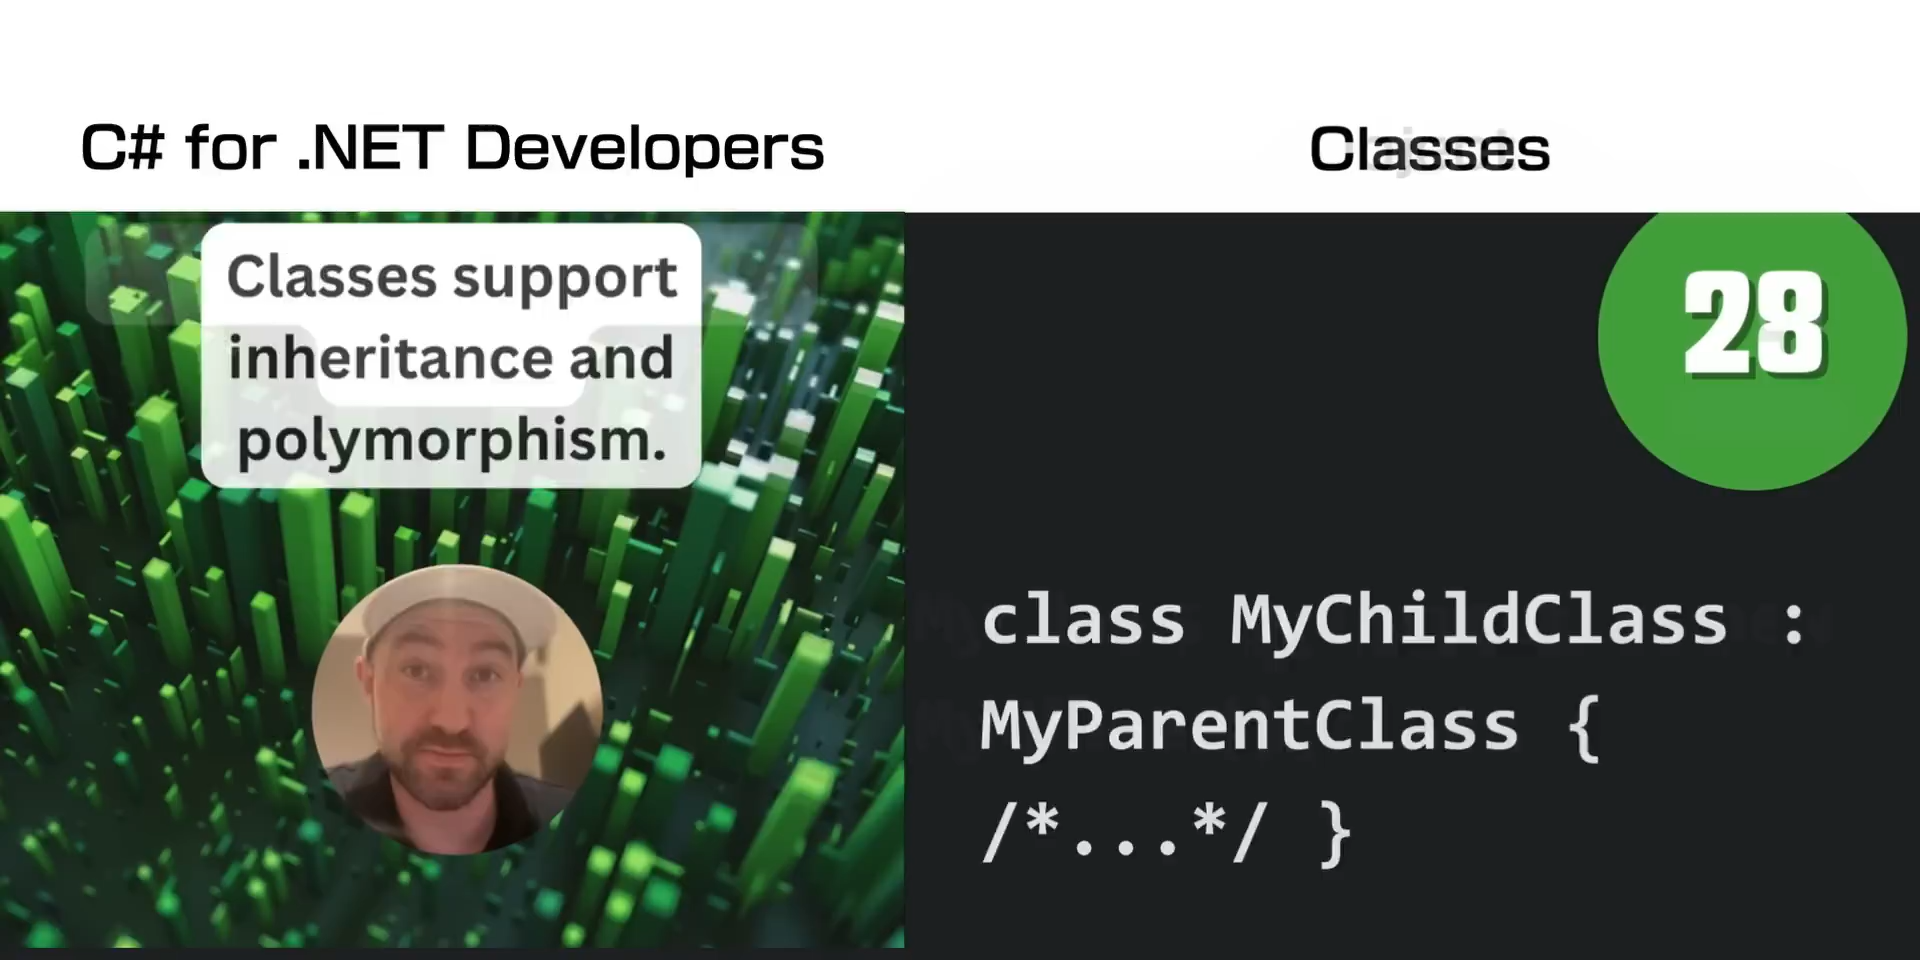 C# for .NET Developers
Classes
Classes support
inheritance and
polymorphism.
28
class MyChildClass :
MyParentClass {
/*...*/ }